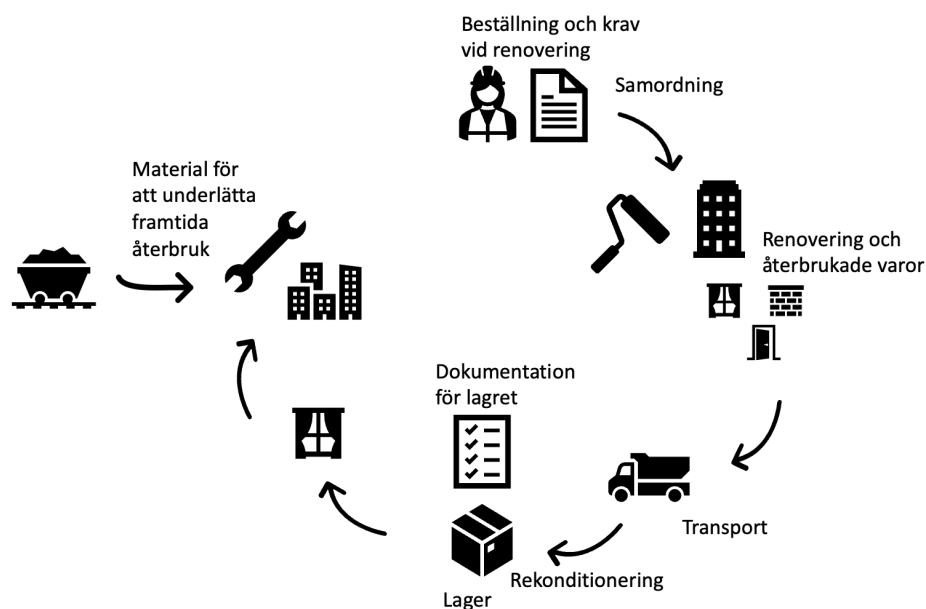 Beställning och krav
vid renovering
Samordning
Material för
att underlätta
framtida
återbruk
Renovering och
återbrukade varor
Dokumentation
för lagret
Transport
Rekonditionering
Lager